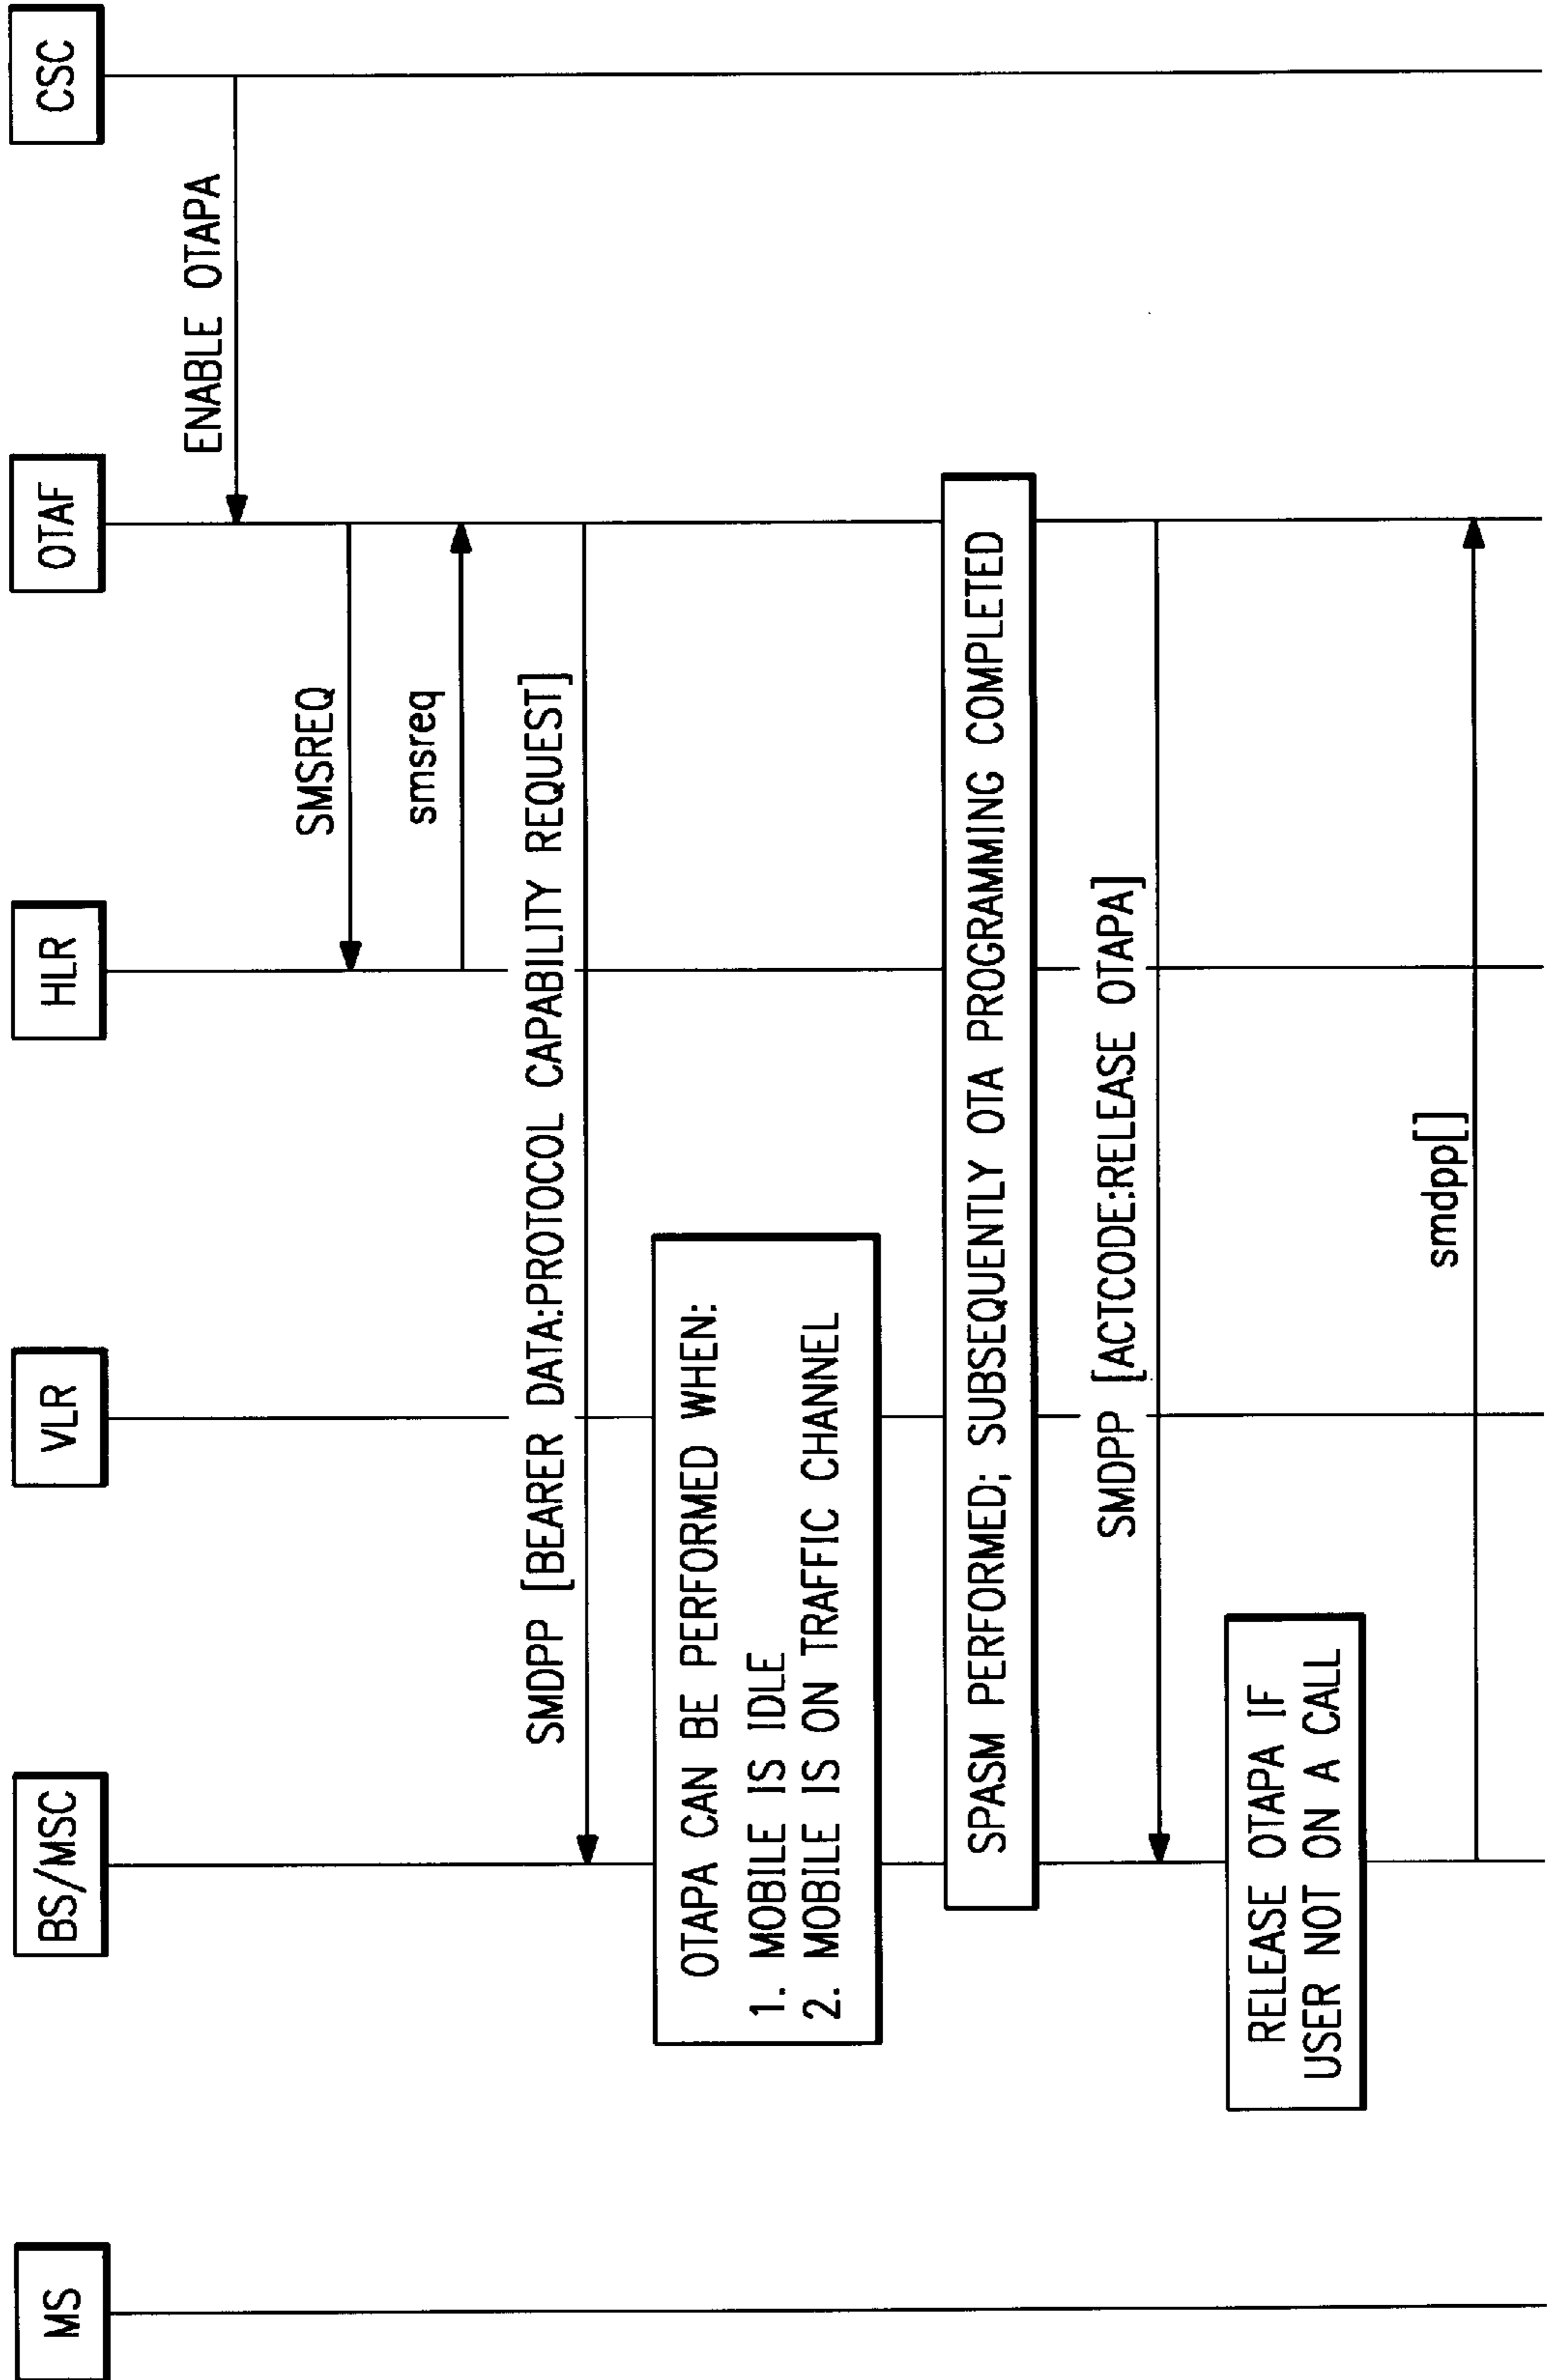 MS
BS/MSC
VLR
HLR
OTAF
CSC
ENABLE OTAPA
SMSREQ
smsreq
SMDPP [BEARER DATA:PROTOCOL CAPABILITY REQUEST]
OTAPA CAN BE PERFORMED WHEN:
1. MOBILE IS IDLE
2. MOBILE IS ON TRAFFIC CHANNEL
SPASM PERFORMED; SUBSEQUENTLY OTA PROGRAMMING COMPLETED
SMDPP [ACTCODE:RELEASE OTAPA]
RELEASE OTAPA IF
USER NOT ON A CALL
smdpp[]